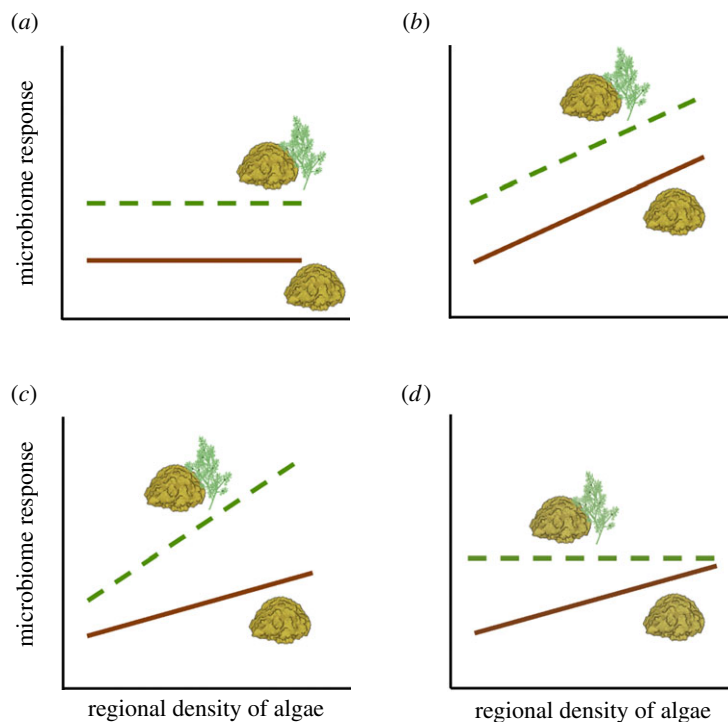 (a)
(b)
microbiome response
(c)
(d)
microbiome response
regional density of algae
regional density of algae